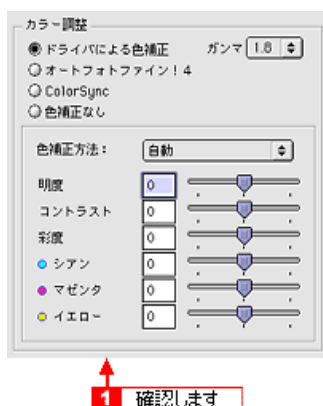 カラー調整
ドライバによる色補正 ガンマ 1.8
オートフォトファイン！4
ColorSync
色補正なし
色補正方法： 自動
明度 0
コントラスト 0
彩度 0
シアン 0
マゼンタ 0
イエロー 0
1 確認します